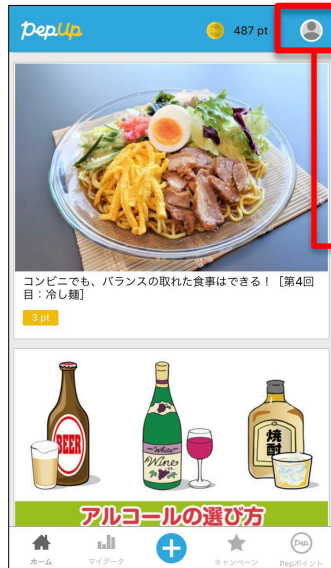 PepUp
487 pt
コンビニでも、バランスの取れた食事はできる！［第4回
目：冷し麺］
3 pt
BEER
White
Wine
焼酎
アルコールの選び方
ホーム
マイデータ
キャンペーン
Pep
Pepポイント